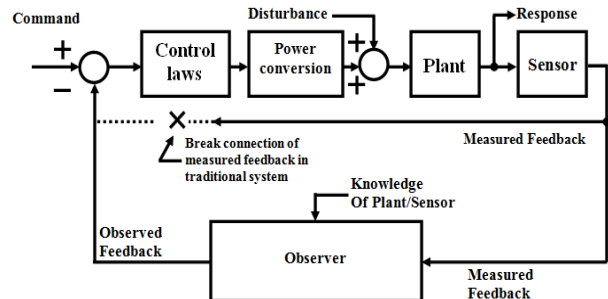 Command
Disturbance
Response
+
−
Control
laws
Power
conversion
+
+
Plant
Sensor
Break connection of
measured feedback in
traditional system
Measured Feedback
Knowledge
Of Plant/Sensor
Observed
Feedback
Observer
Measured
Feedback